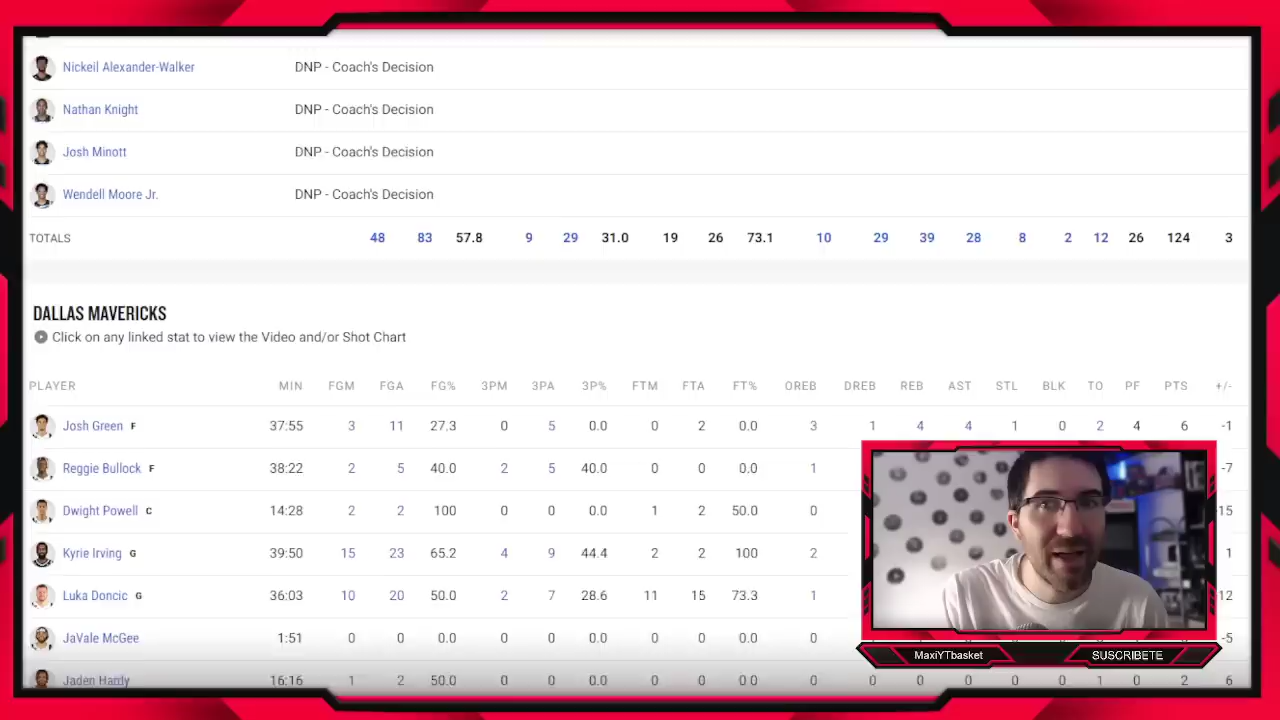 Nickeil Alexander-Walker DNP - Coach's Decision
Nathan Knight DNP - Coach's Decision
Josh Minott DNP - Coach's Decision
Wendell Moore Jr. DNP - Coach's Decision
TOTALS 48 83 57.8 9 29 31.0 19 26 73.1 10 29 39 28 8 2 12 26 124 3
DALLAS MAVERICKS
Click on any linked stat to view the Video and/or Shot Chart
PLAYER MIN FGM FGA FG% 3PM 3PA 3P% FTM FTA FT% OREB DREB REB AST STL BLK TO PF PTS +/-
Josh Green F 37:55 3 11 27.3 0 5 0.0 0 2 0.0 3 1 4 4 1 0 2 4 6 -1
Reggie Bullock F 38:22 2 5 40.0 2 5 40.0 0 0 0.0 1 -7
Dwight Powell C 14:28 2 2 100 0 0 0.0 1 2 50.0 0 15
Kyrie Irving G 39:50 15 23 65.2 4 9 44.4 2 2 100 2 1
Luka Doncic G 36:03 10 20 50.0 2 7 28.6 11 15 73.3 1 12
JaVale McGee 1:51 0 0 0.0 0 0 0.0 0 0 0.0 0 -5
Jaden Hardy 16:16 1 2 50.0 0 0 0.0 0 0 0.0 0 0 0 0 0 0 1 0 2 6
MaxiYTbasket
SUSCRIBETE